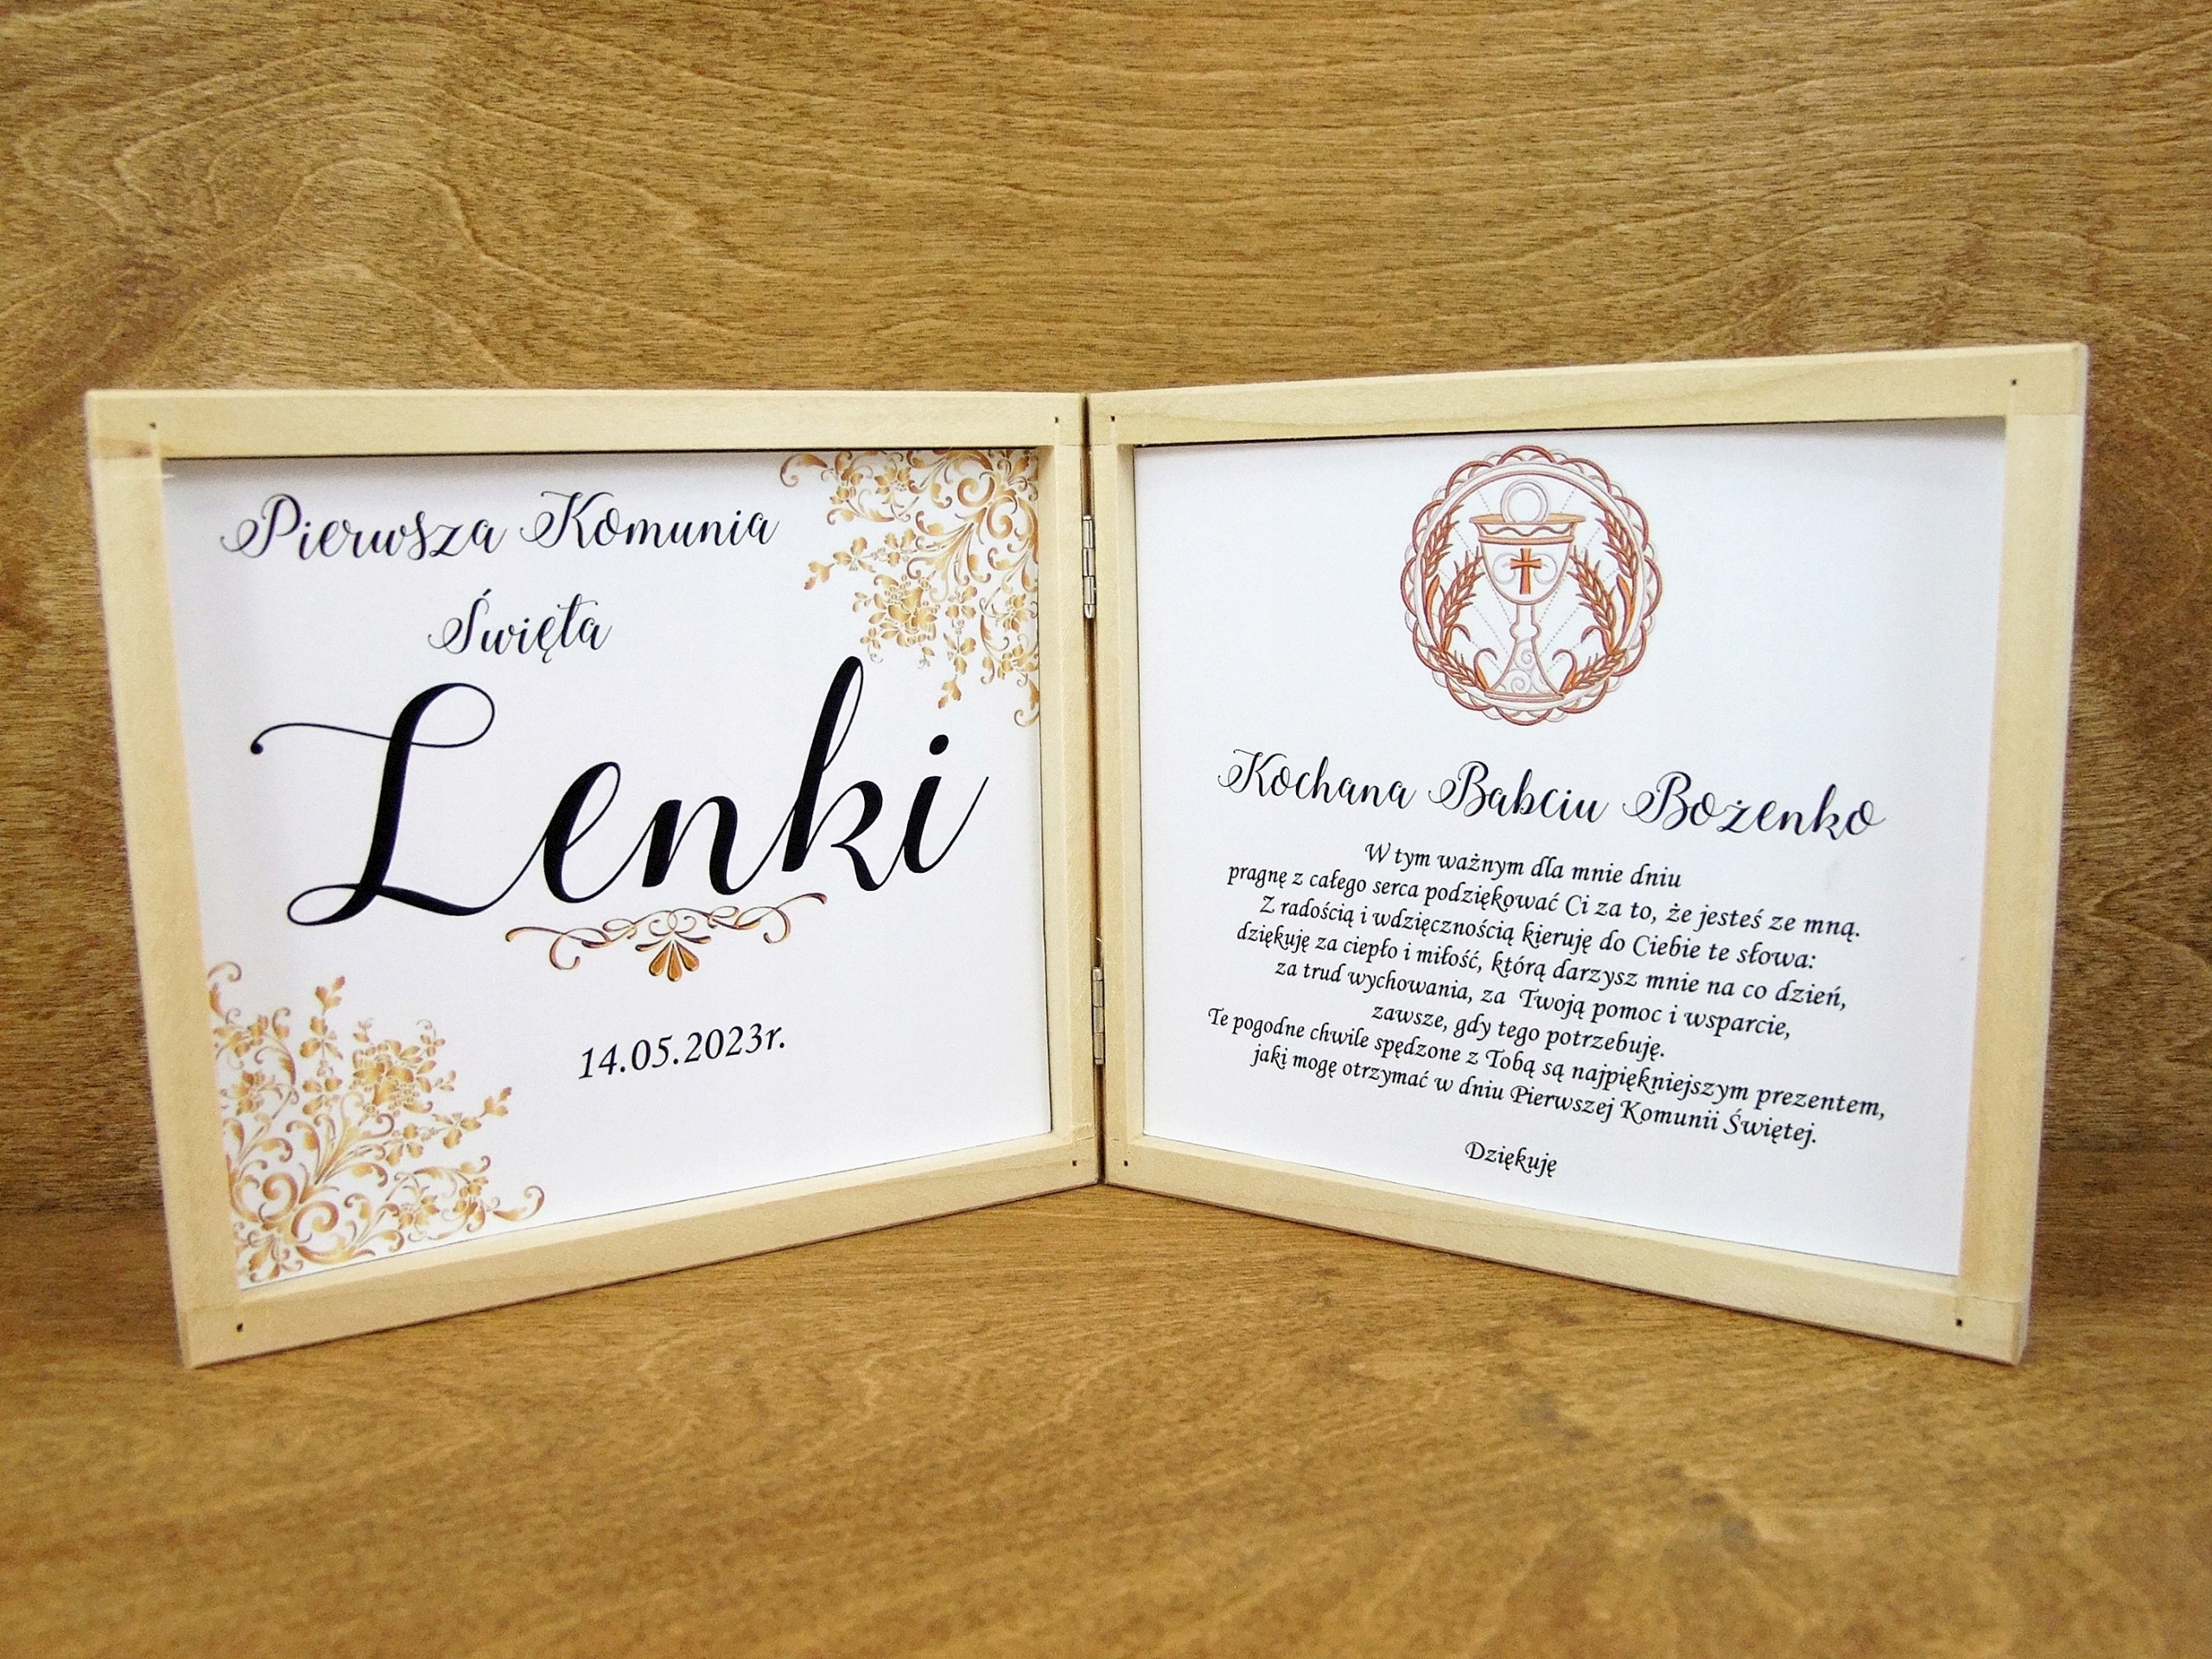 Pierwsza Komunia
Święta
Lenki
14.05.2023r.
Kochana Babciu Bożenko
W tym ważnym dla mnie dniu
pragnę z całego serca podziękować Ci za to, że jesteś ze mną.
Z radością i wdzięcznością kieruję do Ciebie te słowa:
dziękuję za ciepło i miłość, którą darzysz mnie na co dzień,
za trud wychowania, za Twoją pomoc i wsparcie,
zawsze, gdy tego potrzebuję.
Te pogodne chwile spędzone z Tobą są najpiękniejszym prezentem,
jaki mogę otrzymać w dniu Pierwszej Komunii Świętej.
Dziękuję